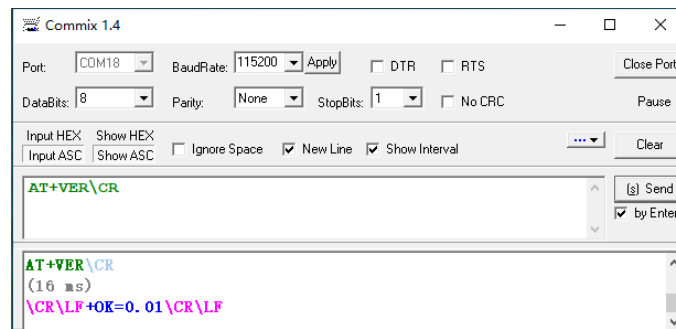 Commix 1.4
Port: COM18 BaudRate: 115200 Apply DTR RTS Close Port
DataBits: 8 Parity: None StopBits: 1 No CRC Pause
Input HEX Show HEX
Input ASC Show ASC Ignore Space New Line Show Interval ... Clear
AT+VER\CR
(s) Send
by Enter
AT+VER\CR
(16 ms)
\CR\LF+OK=0.01\CR\LF